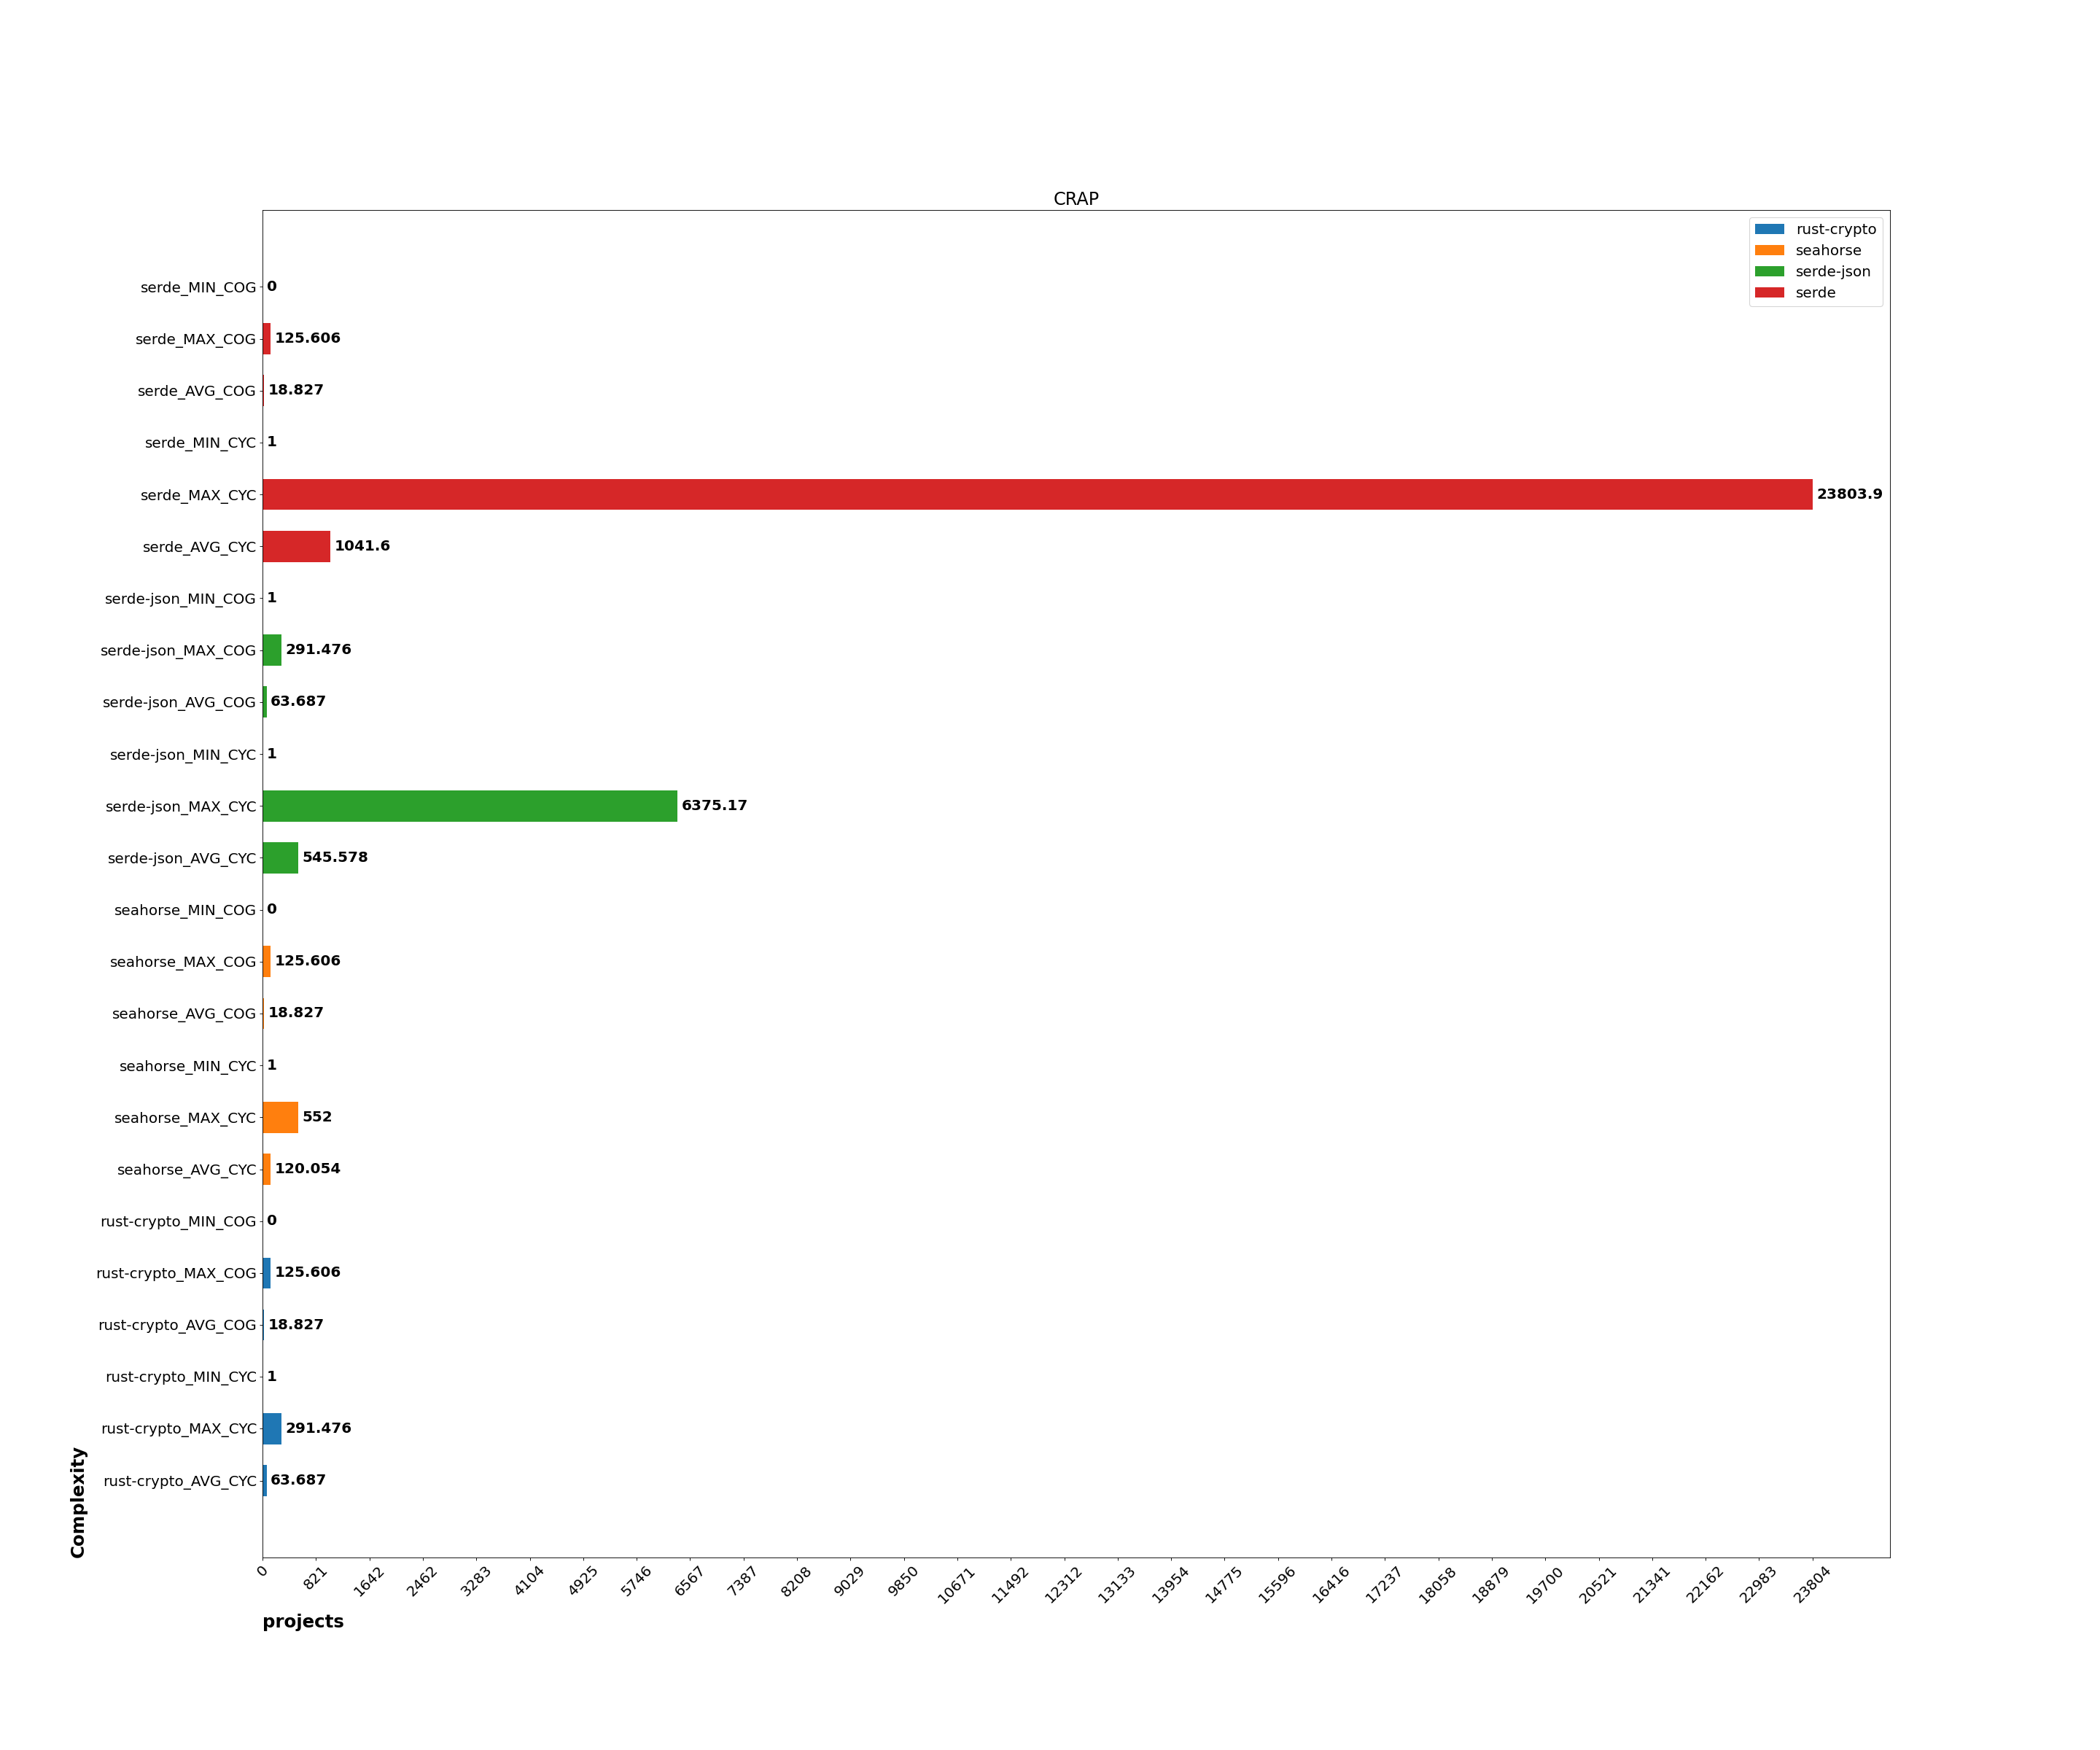 CRAP
rust-crypto
seahorse
serde-json
serde
serde_MIN_COG 0
serde_MAX_COG 125.606
serde_AVG_COG 18.827
serde_MIN_CYC 1
serde_MAX_CYC 23803.9
serde_AVG_CYC 1041.6
serde-json_MIN_COG 1
serde-json_MAX_COG 291.476
serde-json_AVG_COG 63.687
serde-json_MIN_CYC 1
serde-json_MAX_CYC 6375.17
serde-json_AVG_CYC 545.578
seahorse_MIN_COG 0
seahorse_MAX_COG 125.606
seahorse_AVG_COG 18.827
seahorse_MIN_CYC 1
seahorse_MAX_CYC 552
seahorse_AVG_CYC 120.054
rust-crypto_MIN_COG 0
rust-crypto_MAX_COG 125.606
rust-crypto_AVG_COG 18.827
rust-crypto_MIN_CYC 1
rust-crypto_MAX_CYC 291.476
rust-crypto_AVG_CYC 63.687
Complexity
0 821 1642 2462 3283 4104 4925 5746 6567 7387 8208 9029 9850 10671 11492 12312 13133 13954 14775 15596 16416 17237 18058 18879 19700 20521 21341 22162 22983 23804
projects